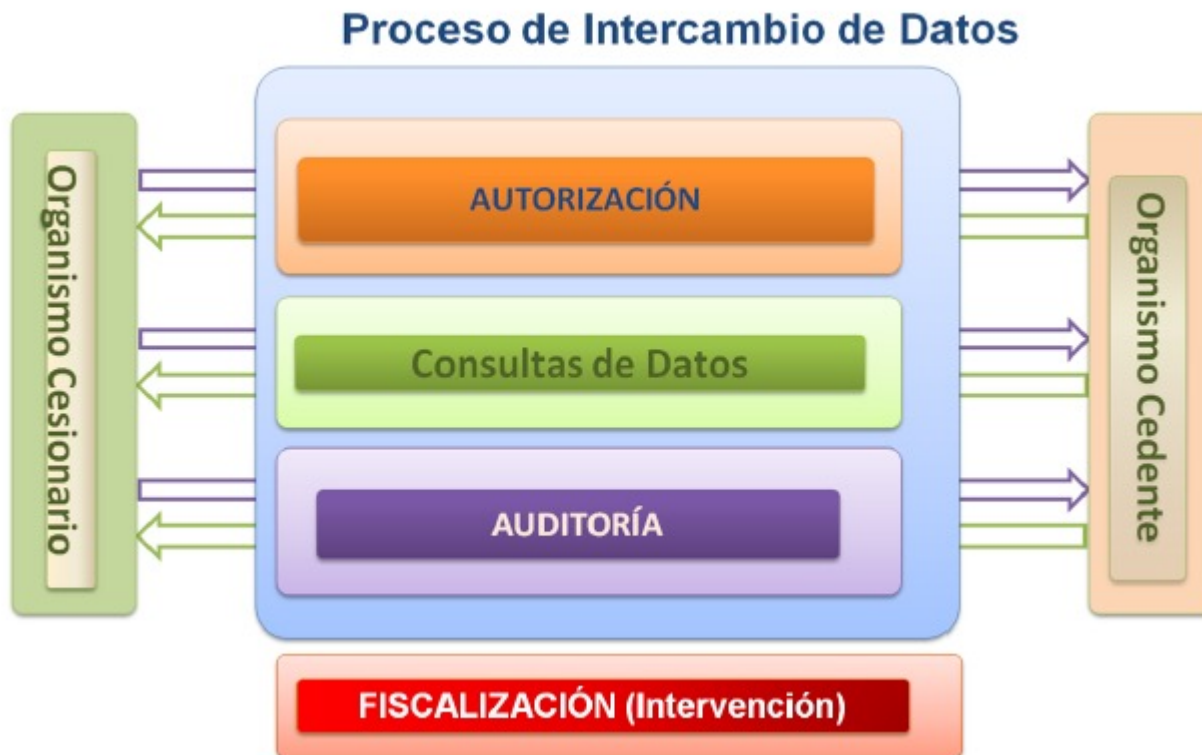 Proceso de Intercambio de Datos
Organismo Cesionario
AUTORIZACIÓN
Consultas de Datos
AUDITORÍA
Organismo Cedente
FISCALIZACIÓN (Intervención)